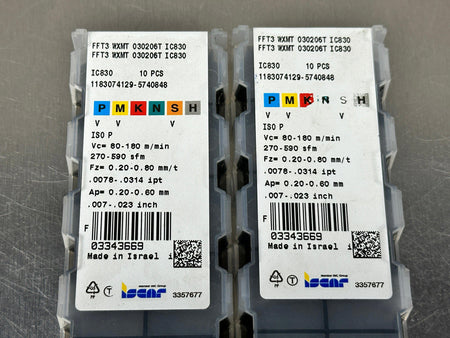 FFT3 WXMT 030206T IC830
FFT3 WXMT 030206T IC830
IC830 10 PCS
1183074129-5740848
P M K N S H
V V V
ISO P
Vc= 80-180 m/min
270-590 sfm
Fz= 0.20-0.80 mm/t
.0078-.0314 ipt
Ap= 0.20-0.60 mm
.007-.023 inch
F
03343669
Made in Israel i
PP
T
iscar
3357677
FFT3 WXMT 030206T IC830
FFT3 WXMT 030206T IC830
IC830 10 PCS
1183074129-5740848
P M K N S H
V V V
ISO P
Vc= 80-180 m/min
270-590 sfm
Fz= 0.20-0.80 mm/t
.0078-.0314 ipt
Ap= 0.20-0.60 mm
.007-.023 inch
F
03343669
Made in Israel i
PP
T
iscar
3357677